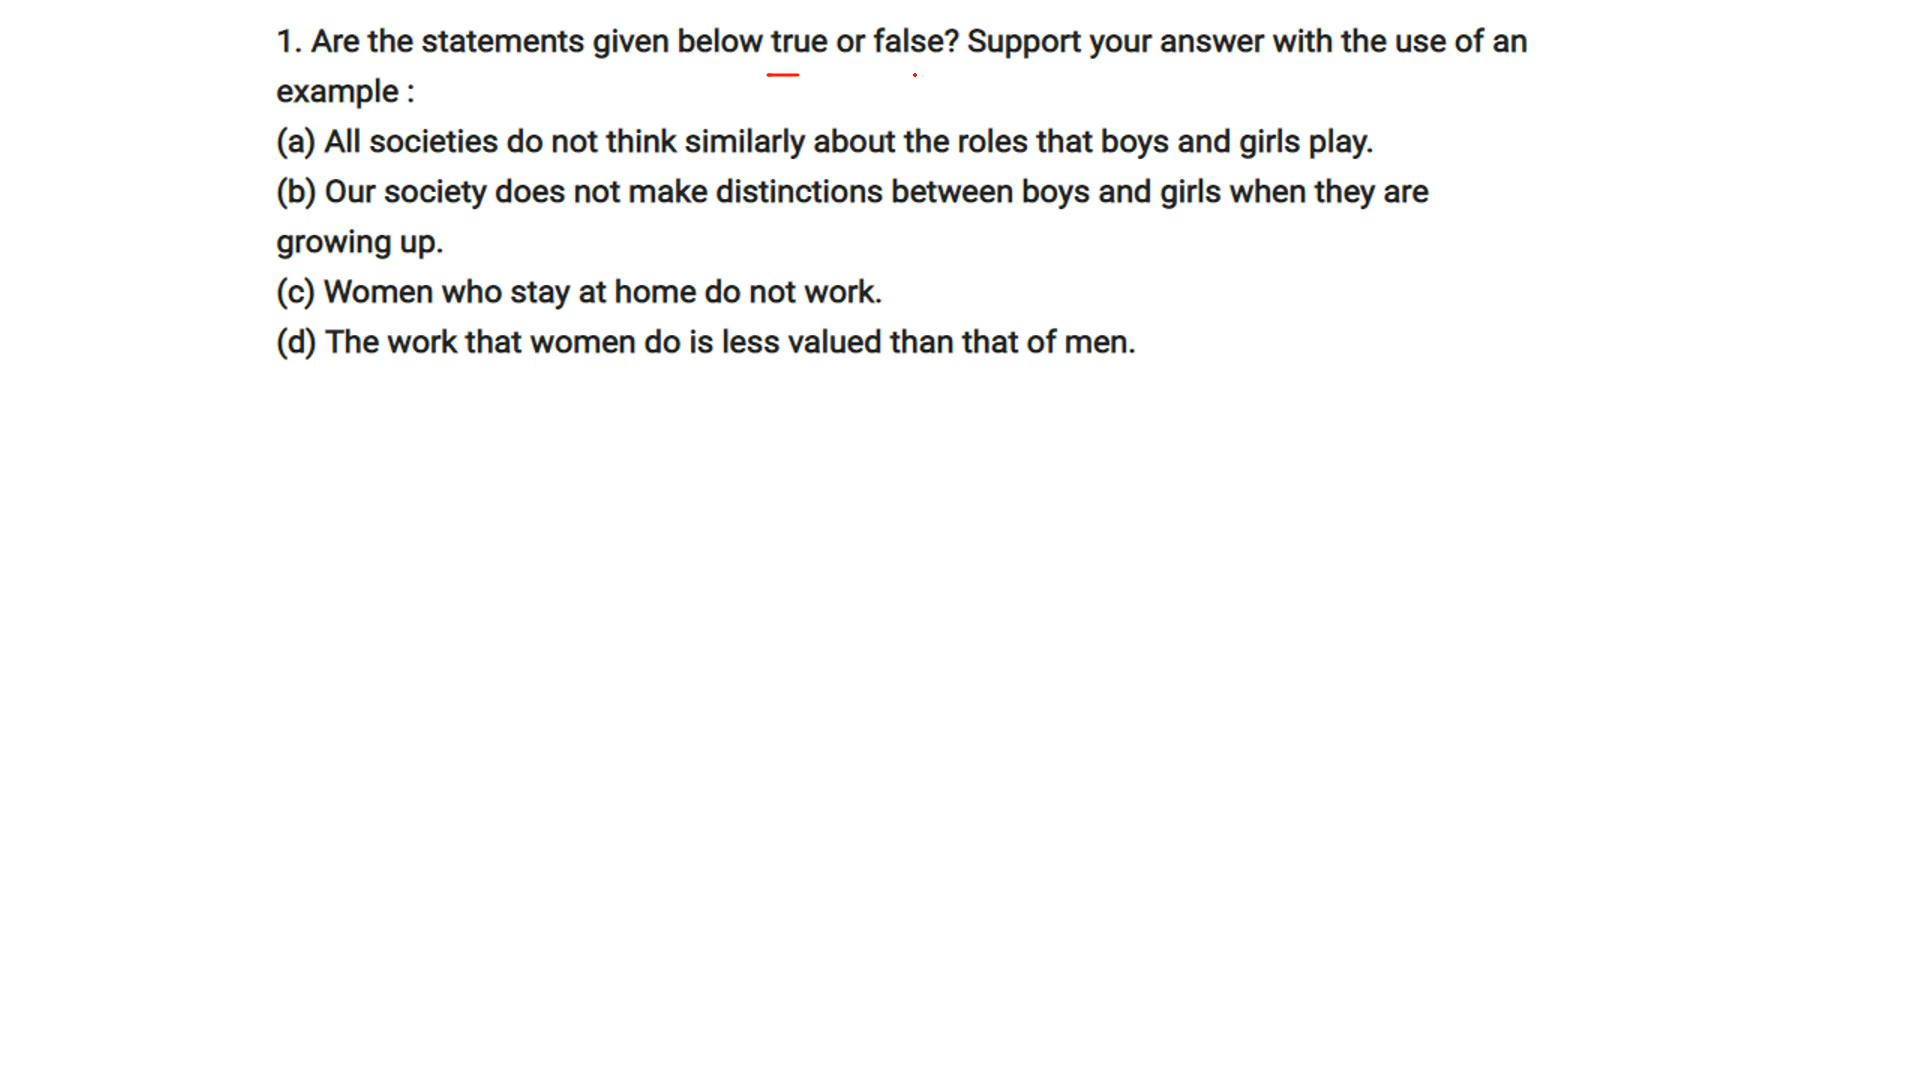 1. Are the statements given below true or false? Support your answer with the use of an
example :
(a) All societies do not think similarly about the roles that boys and girls play.
(b) Our society does not make distinctions between boys and girls when they are
growing up.
(c) Women who stay at home do not work.
(d) The work that women do is less valued than that of men.